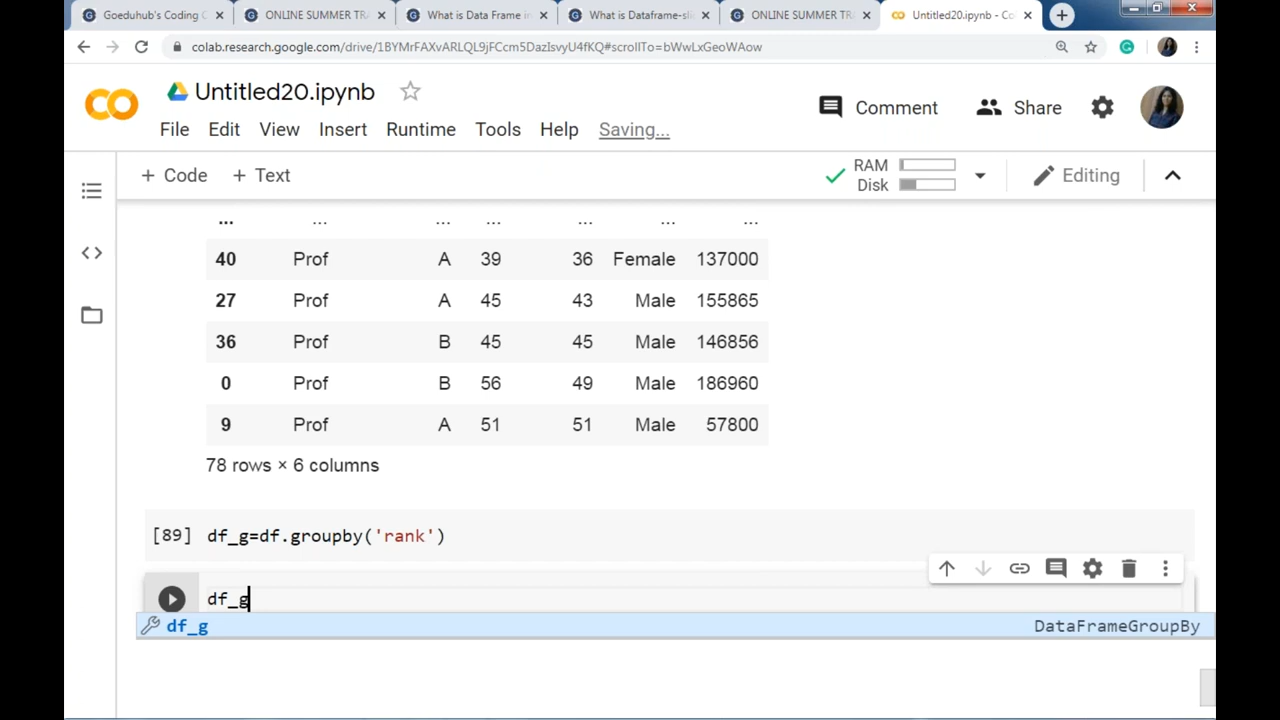 Goeduhub's Coding C
ONLINE SUMMER TRA
What is Data Frame in
What is Dataframe-sli
ONLINE SUMMER TRA
Untitled20.ipynb - Co
colab.research.google.com/drive/1BYMrFAXvARLQL9jFCcm5DazIsvyU4fKQ#scrollTo=bWwLxGeoWAow
Untitled20.ipynb
Comment Share
File Edit View Insert Runtime Tools Help Saving...
+ Code + Text
RAM
Disk
Editing
... ... ... ... ... ... ...
40 Prof A 39 36 Female 137000
27 Prof A 45 43 Male 155865
36 Prof B 45 45 Male 146856
0 Prof B 56 49 Male 186960
9 Prof A 51 51 Male 57800
78 rows × 6 columns
[89] df_g=df.groupby('rank')
df_g
df_g DataFrameGroupBy